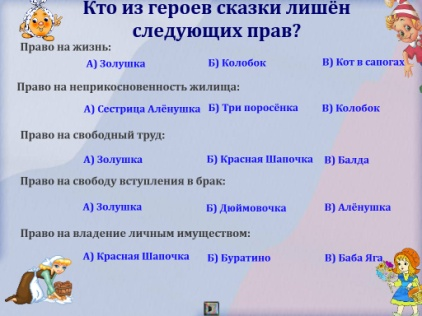 Кто из героев сказки лишён
следующих прав?
Право на жизнь:
А) Золушка Б) Колобок В) Кот в сапогах
Право на неприкосновенность жилища:
А) Сестрица Алёнушка Б) Три поросёнка В) Колобок
Право на свободный труд:
А) Золушка Б) Красная Шапочка В) Балда
Право на свободу вступления в брак:
А) Золушка Б) Дюймовочка В) Алёнушка
Право на владение личным имуществом:
А) Красная Шапочка Б) Буратино В) Баба Яга